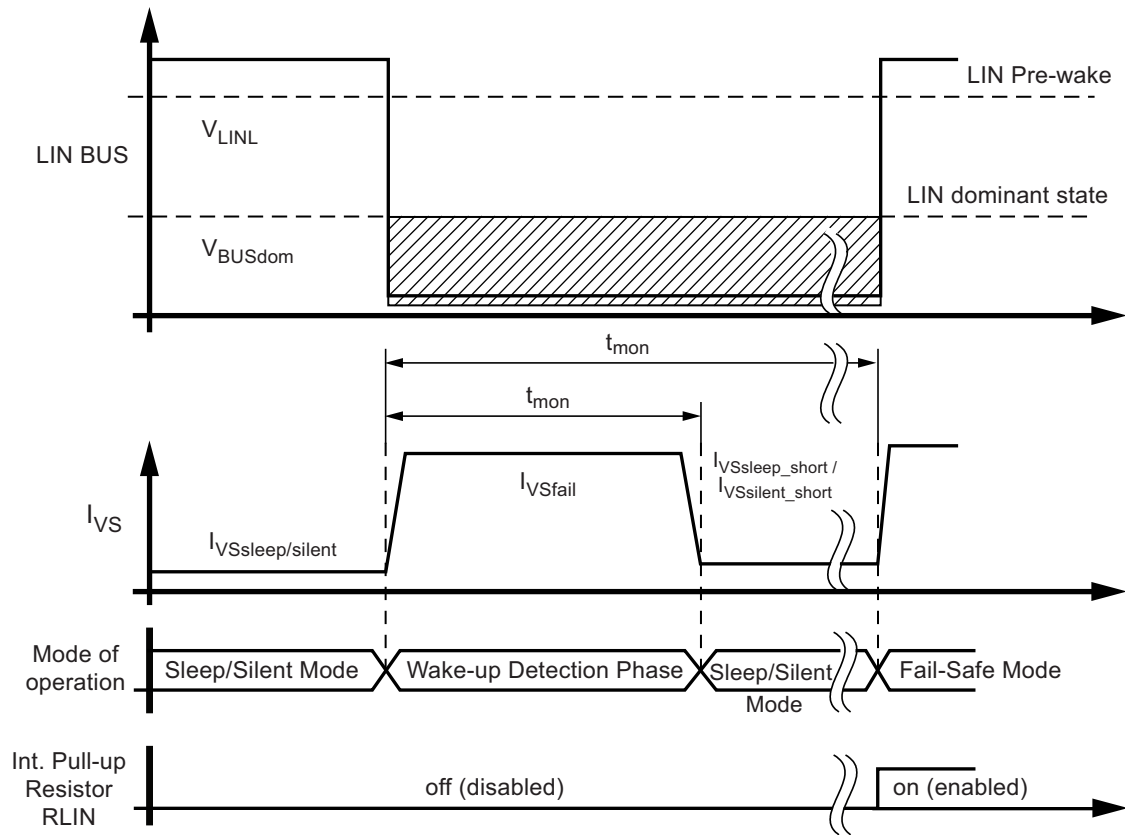 LIN Pre-wake
V_LINL
LIN BUS
LIN dominant state
V_BUSdom
t_mon
t_mon
I_VSsleep_short /
I_VSsilent_short
I_VSfail
I_VS
I_VSsleep/silent
Mode of
operation
Sleep/Silent Mode
Wake-up Detection Phase
Sleep/Silent
Mode
Fail-Safe Mode
Int. Pull-up
Resistor
RLIN
off (disabled)
on (enabled)